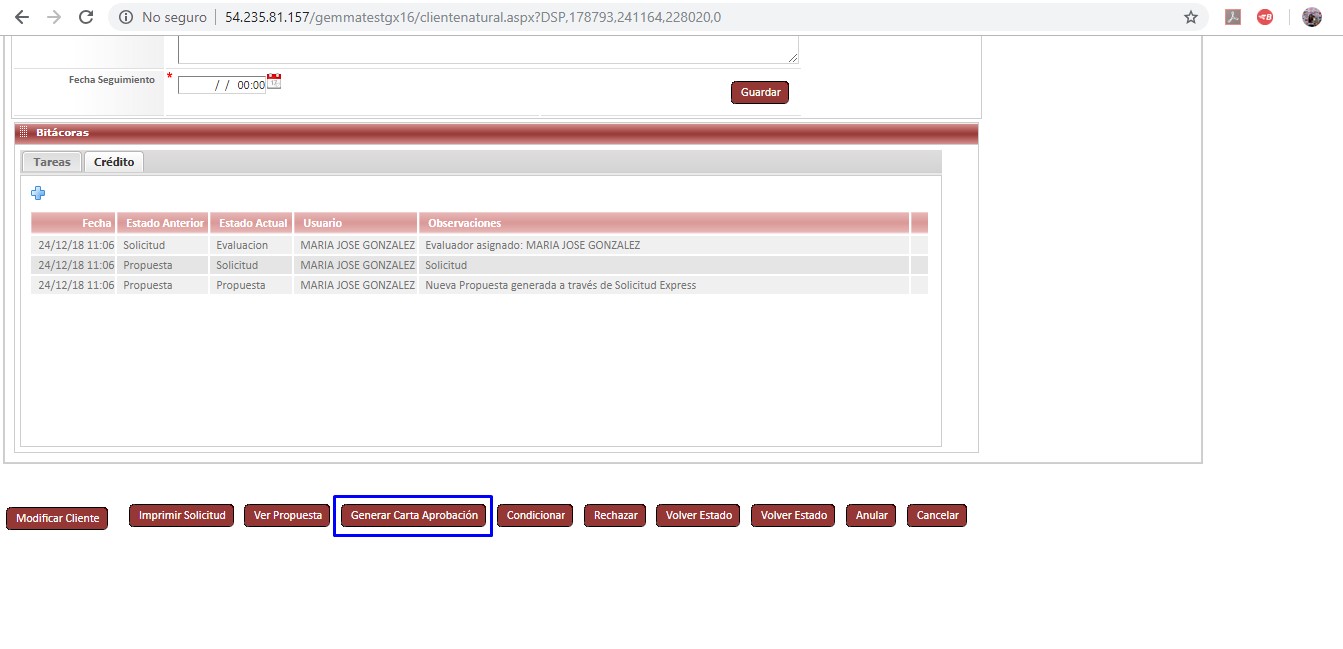 No seguro 54.235.81.157/gemmatestgx16/clientenatural.aspx?DSP,178793,241164,228020,0
Fecha Seguimiento * / / 00:00
Guardar
Bitácoras
Tareas Crédito
Fecha Estado Anterior Estado Actual Usuario Observaciones
24/12/18 11:06 Solicitud Evaluacion MARIA JOSE GONZALEZ Evaluador asignado: MARIA JOSE GONZALEZ
24/12/18 11:06 Propuesta Solicitud MARIA JOSE GONZALEZ Solicitud
24/12/18 11:06 Propuesta Propuesta MARIA JOSE GONZALEZ Nueva Propuesta generada a través de Solicitud Express
Modificar Cliente Imprimir Solicitud Ver Propuesta Generar Carta Aprobación Condicionar Rechazar Volver Estado Volver Estado Anular Cancelar